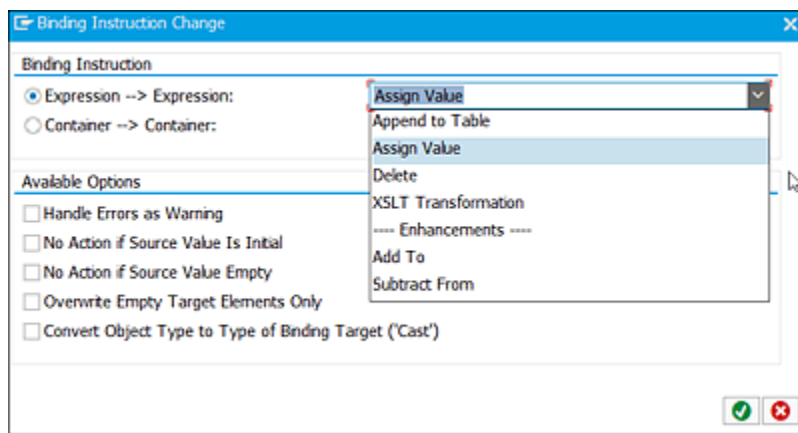 Binding Instruction Change
Binding Instruction
Expression --> Expression:
Assign Value
Container --> Container:
Append to Table
Assign Value
Delete
XSLT Transformation
---- Enhancements ----
Add To
Subtract From
Available Options
Handle Errors as Warning
No Action if Source Value Is Initial
No Action if Source Value Empty
Overwrite Empty Target Elements Only
Convert Object Type to Type of Binding Target ('Cast')